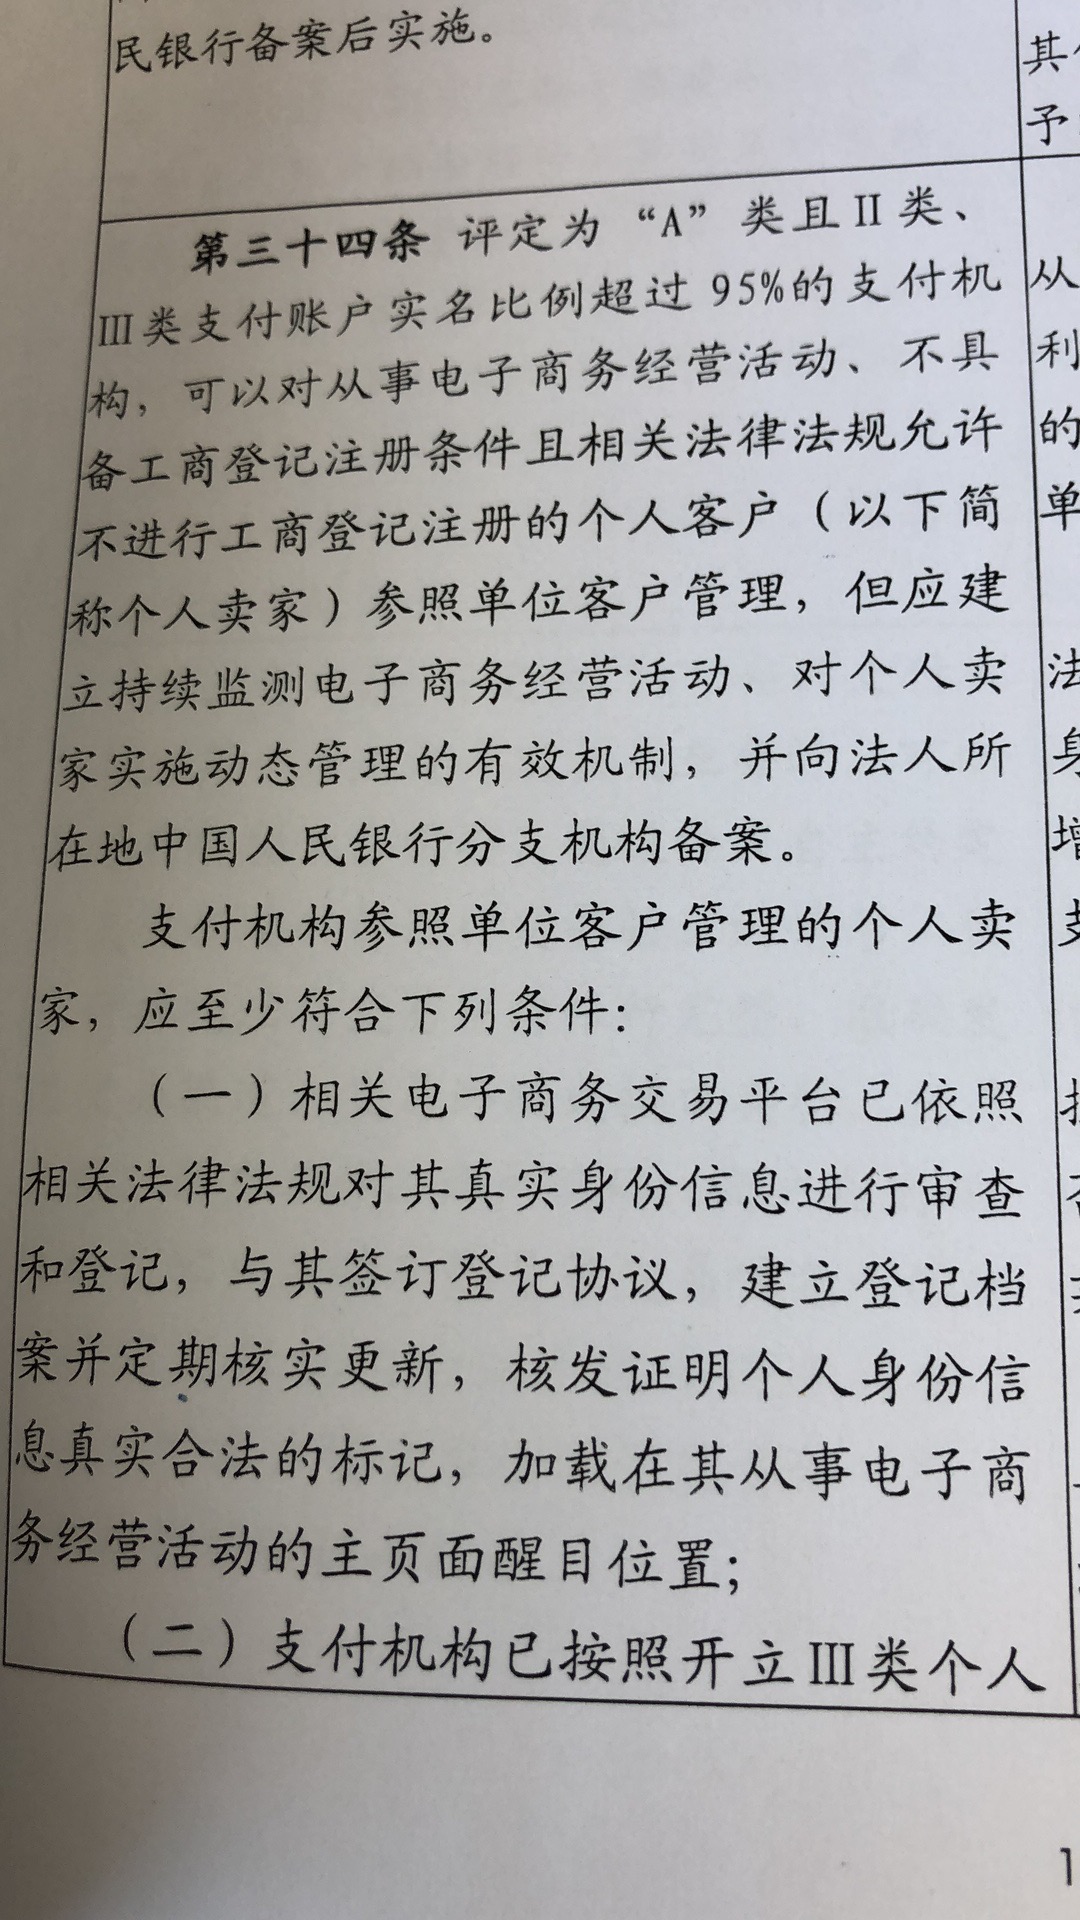 民银行备案后实施。
第三十四条 评定为“A”类且II类、
III类支付账户实名比例超过95%的支付机
构，可以对从事电子商务经营活动、不具
备工商登记注册条件且相关法律法规允许
不进行工商登记注册的个人客户（以下简
称个人卖家）参照单位客户管理，但应建
立持续监测电子商务经营活动、对个人卖
家实施动态管理的有效机制，并向法人所
在地中国人民银行分支机构备案。
支付机构参照单位客户管理的个人卖
家，应至少符合下列条件：
（一）相关电子商务交易平台已依照
相关法律法规对其真实身份信息进行审查
和登记，与其签订登记协议，建立登记档
案并定期核实更新，核发证明个人身份信
息真实合法的标记，加载在其从事电子商
务经营活动的主页面醒目位置；
（二）支付机构已按照开立III类个人
其
予
从
利
的
单
法
身
增
支
1